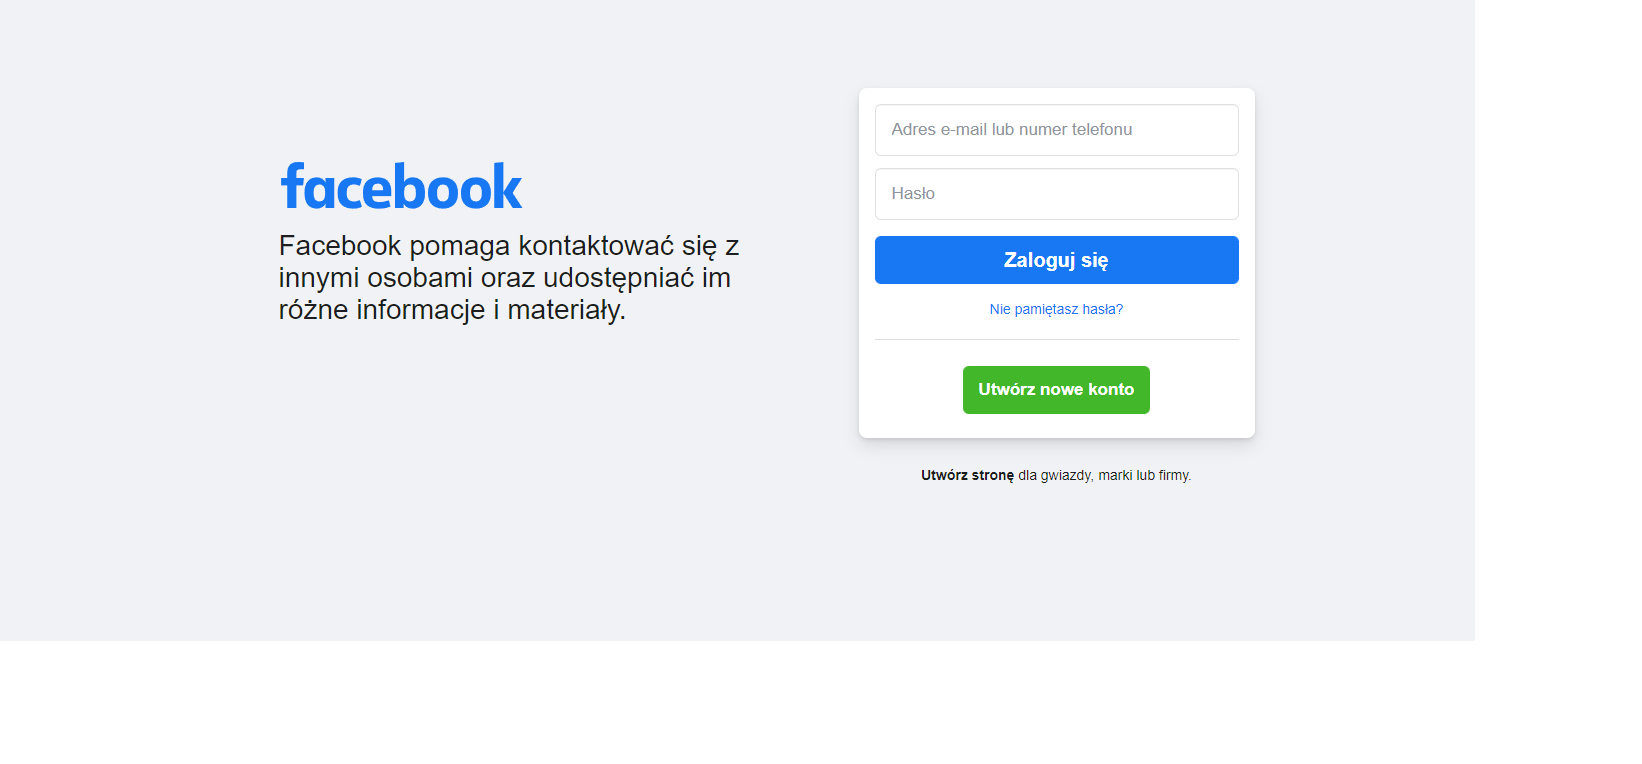 facebook
Facebook pomaga kontaktować się z
innymi osobami oraz udostępniać im
różne informacje i materiały.
Adres e-mail lub numer telefonu
Hasło
Zaloguj się
Nie pamiętasz hasła?
Utwórz nowe konto
Utwórz stronę dla gwiazdy, marki lub firmy.